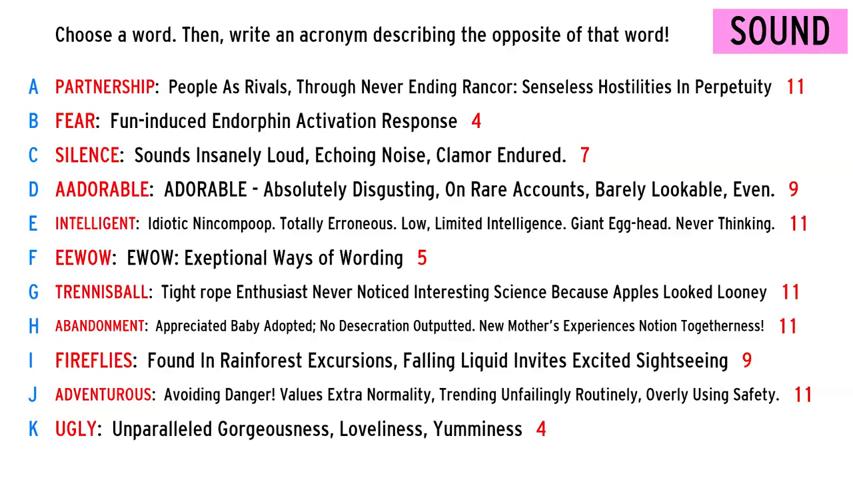 Choose a word. Then, write an acronym describing the opposite of that word!
SOUND
A PARTNERSHIP: People As Rivals, Through Never Ending Rancor: Senseless Hostilities In Perpetuity 11
B FEAR: Fun-induced Endorphin Activation Response 4
C SILENCE: Sounds Insanely Loud, Echoing Noise, Clamor Endured. 7
D AADORABLE: ADORABLE - Absolutely Disgusting, On Rare Accounts, Barely Lookable, Even. 9
E INTELLIGENT: Idiotic Nincompoop. Totally Erroneous. Low, Limited Intelligence. Giant Egg-head. Never Thinking. 11
F EEWOW: EWOW: Exeptional Ways of Wording 5
G TRENNISBALL: Tight rope Enthusiast Never Noticed Interesting Science Because Apples Looked Looney 11
H ABANDONMENT: Appreciated Baby Adopted; No Desecration Outputted. New Mother's Experiences Notion Togetherness! 11
I FIREFLIES: Found In Rainforest Excursions, Falling Liquid Invites Excited Sightseeing 9
J ADVENTUROUS: Avoiding Danger! Values Extra Normality, Trending Unfailingly Routinely, Overly Using Safety. 11
K UGLY: Unparalleled Gorgeousness, Loveliness, Yumminess 4